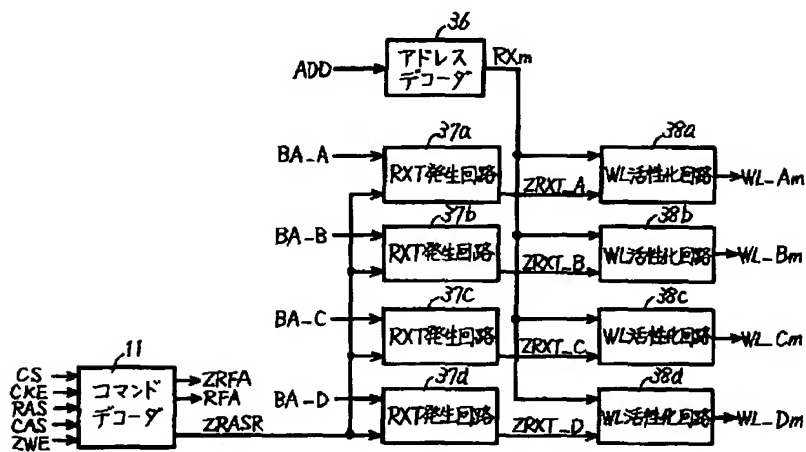 36
ADD
アドレス
デコーダ
RXm
37a
38a
BA_A
RXT発生回路
ZRXT_A
WL活性化回路
WL_Am
37b
38b
BA_B
RXT発生回路
ZRXT_B
WL活性化回路
WL_Bm
37c
38c
BA_C
RXT発生回路
ZRXT_C
WL活性化回路
WL_Cm
37d
38d
BA_D
RXT発生回路
ZRXT_D
WL活性化回路
WL_Dm
11
CS
CKE
RAS
CAS
ZWE
コマンド
デコーダ
ZRFA
RFA
ZRASR